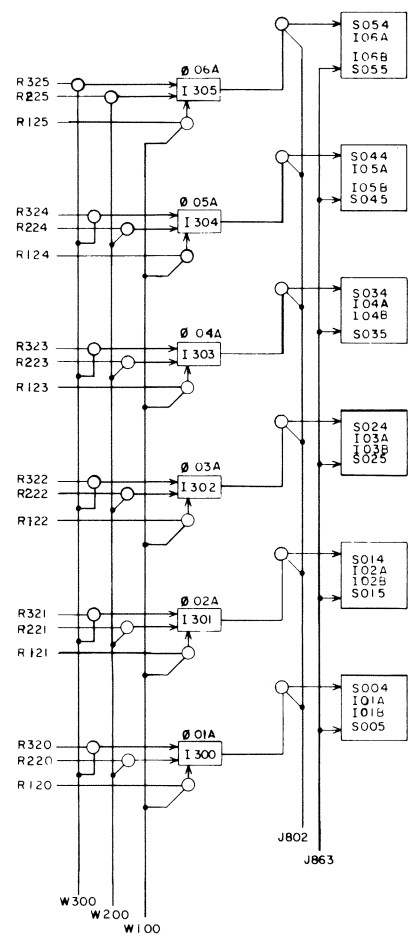 S054
I06A
I06B
S055
Ø 06A
I 305
R325
R225
R125
S044
I05A
I05B
S045
Ø 05A
I 304
R324
R224
R124
S034
I04A
I04B
S035
Ø 04A
I 303
R323
R223
R123
S024
I03A
I03B
S025
Ø 03A
I 302
R322
R222
R122
S014
I02A
I02B
S015
Ø 02A
I 301
R321
R221
R121
S004
I01A
I01B
S005
Ø 01A
I 300
R320
R220
R120
J802
J863
W300
W200
W100